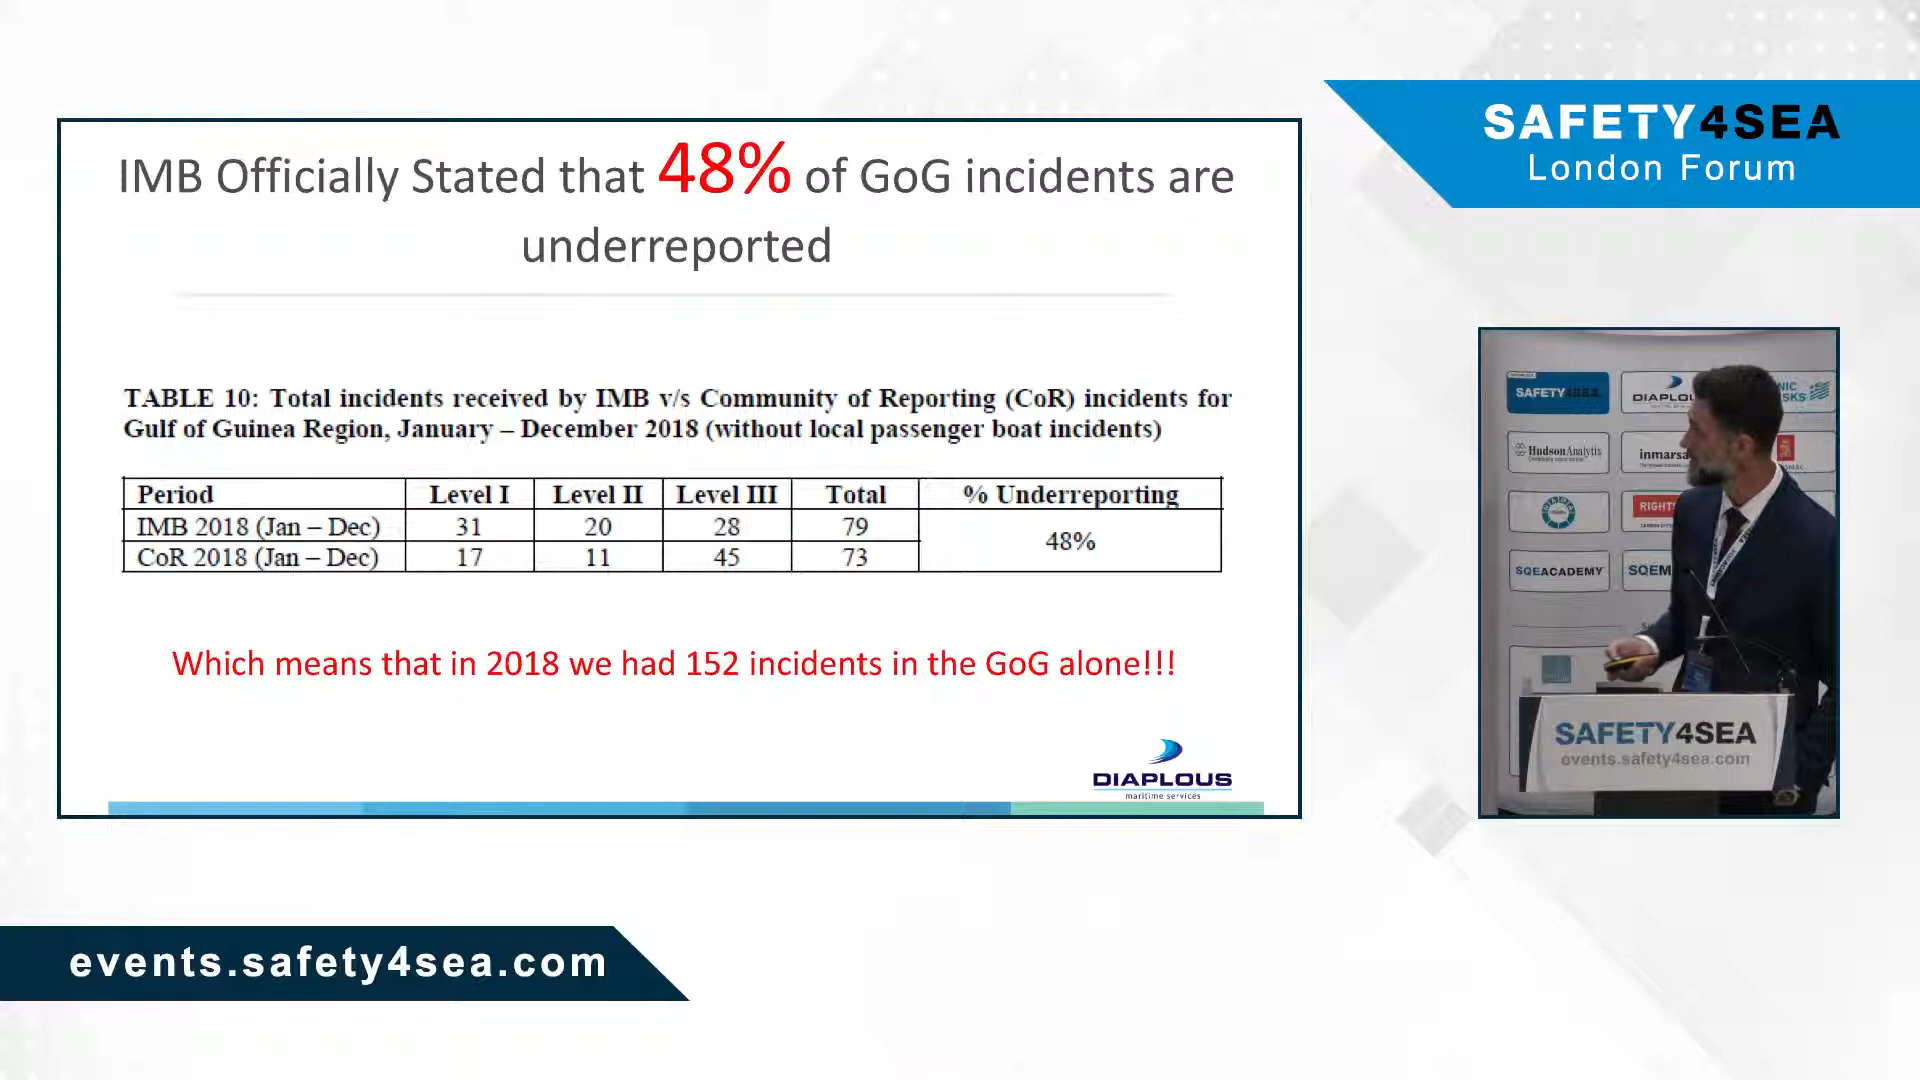 SAFETY4SEA
London Forum
IMB Officially Stated that 48% of GoG incidents are
underreported
TABLE 10: Total incidents received by IMB v/s Community of Reporting (CoR) incidents for
Gulf of Guinea Region, January – December 2018 (without local passenger boat incidents)
Period Level I Level II Level III Total % Underreporting
IMB 2018 (Jan – Dec) 31 20 28 79 48%
CoR 2018 (Jan – Dec) 17 11 45 73
Which means that in 2018 we had 152 incidents in the GoG alone!!!
DIAPLOUS
maritime services
SAFETY4SEA
HudsonAnalytix
SQEACADEMY
SAFETY4SEA
events.safety4sea.com
events.safety4sea.com